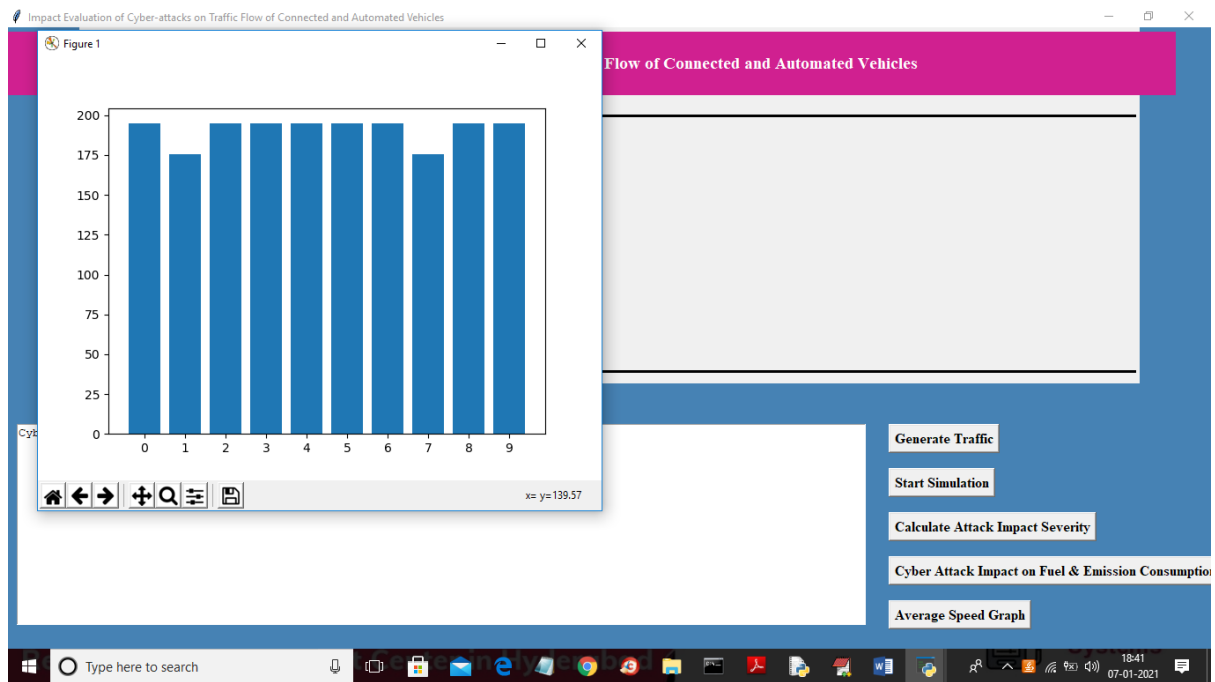 Impact Evaluation of Cyber-attacks on Traffic Flow of Connected and Automated Vehicles
Figure 1
Flow of Connected and Automated Vehicles
200
175
150
125
100
75
50
25
0
0 1 2 3 4 5 6 7 8 9
x= y=139.57
Cyb
Generate Traffic
Start Simulation
Calculate Attack Impact Severity
Cyber Attack Impact on Fuel & Emission Consumption
Average Speed Graph
Type here to search
18:41
07-01-2021